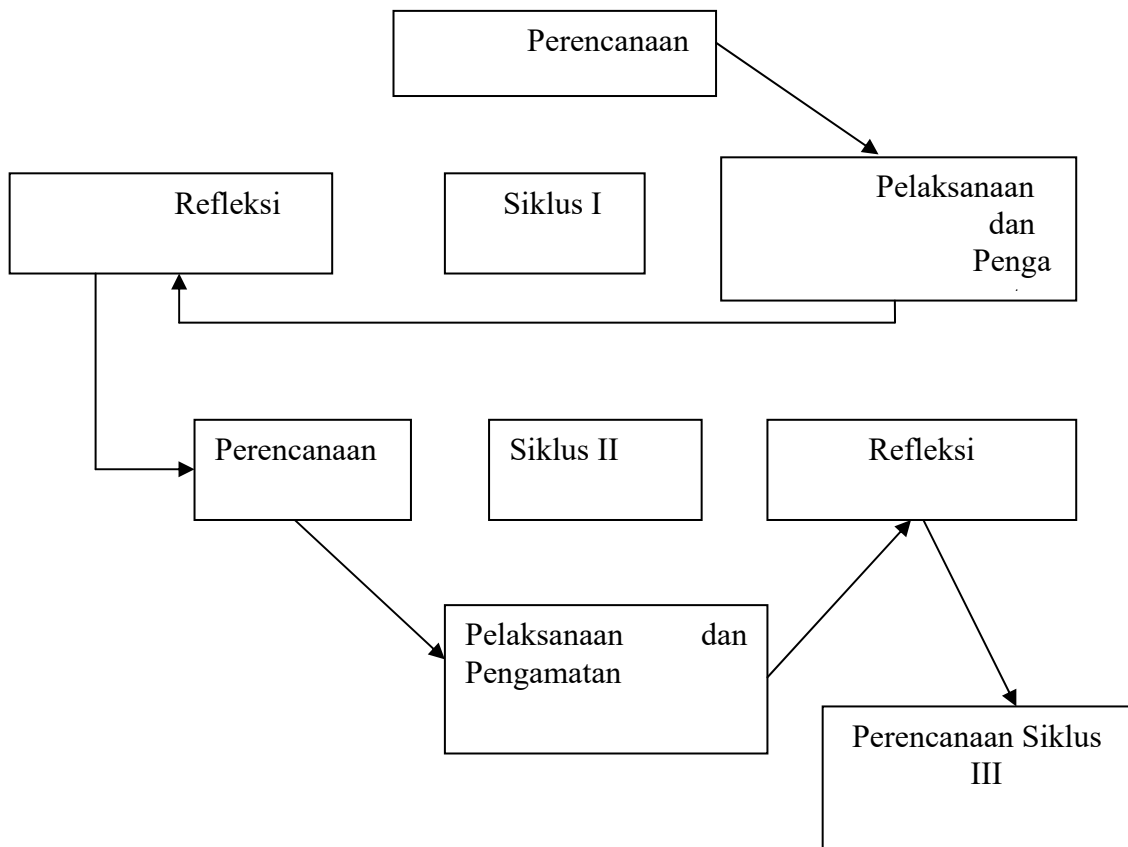 Perencanaan
Refleksi
Siklus I
Pelaksanaan
dan
Penga
Perencanaan
Siklus II
Refleksi
Pelaksanaan dan
Pengamatan
Perencanaan Siklus
III